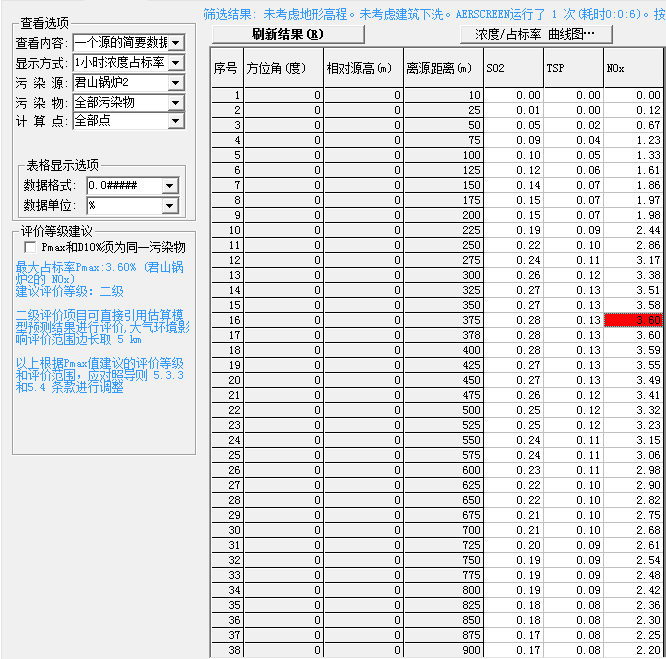 筛选结果: 未考虑地形高程。未考虑建筑下洗。AERSCREEN运行了 1 次(耗时0:0:6)。按
查看选项
查看内容: 一个源的简要数据
显示方式: 1小时浓度占标率
污 染 源: 君山锅炉2
污 染 物: 全部污染物
计 算 点: 全部点
表格显示选项
数据格式: 0.0#####
数据单位: %
评价等级建议
Pmax和D10%须为同一污染物
最大占标率Pmax:3.60% (君山锅
炉2的 NOx)
建议评价等级: 二级
二级评价项目可直接引用估算模
型预测结果进行评价,大气环境影
响评价范围边长取 5 km
以上根据Pmax值建议的评价等级
和评价范围，应对照导则 5.3.3
和5.4 条款进行调整
刷新结果(R) 浓度/占标率 曲线图…
序号 方位角(度) 相对源高(m) 离源距离(m) SO2 TSP NOx
1 0 0 10 0.00 0.00 0.00
2 0 0 25 0.01 0.00 0.12
3 0 0 50 0.05 0.02 0.67
4 0 0 75 0.09 0.04 1.23
5 0 0 100 0.10 0.05 1.33
6 0 0 125 0.12 0.06 1.61
7 0 0 150 0.14 0.07 1.86
8 0 0 175 0.15 0.07 1.97
9 0 0 200 0.15 0.07 1.98
10 0 0 225 0.19 0.09 2.44
11 0 0 250 0.22 0.10 2.86
12 0 0 275 0.24 0.11 3.17
13 0 0 300 0.26 0.12 3.38
14 0 0 325 0.27 0.13 3.51
15 0 0 350 0.27 0.13 3.58
16 0 0 375 0.28 0.13 3.60
17 0 0 378 0.28 0.13 3.60
18 0 0 400 0.28 0.13 3.59
19 0 0 425 0.27 0.13 3.55
20 0 0 450 0.27 0.13 3.49
21 0 0 475 0.26 0.12 3.41
22 0 0 500 0.25 0.12 3.32
23 0 0 525 0.25 0.12 3.23
24 0 0 550 0.24 0.11 3.15
25 0 0 575 0.24 0.11 3.06
26 0 0 600 0.23 0.11 2.98
27 0 0 625 0.22 0.10 2.90
28 0 0 650 0.22 0.10 2.82
29 0 0 675 0.21 0.10 2.75
30 0 0 700 0.21 0.10 2.68
31 0 0 725 0.20 0.09 2.61
32 0 0 750 0.19 0.09 2.54
33 0 0 775 0.19 0.09 2.48
34 0 0 800 0.19 0.09 2.42
35 0 0 825 0.18 0.08 2.36
36 0 0 850 0.18 0.08 2.30
37 0 0 875 0.17 0.08 2.25
38 0 0 900 0.17 0.08 2.20